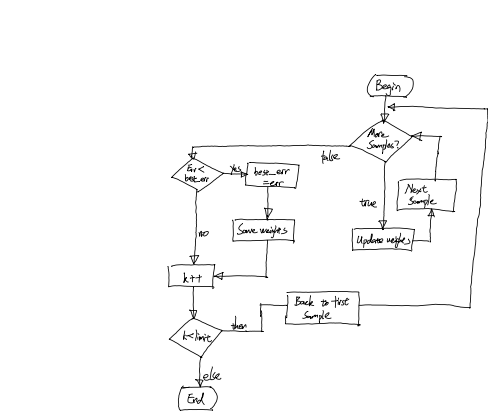 Begin
More
Samples?
false
true
Err <
best_err
Yes
best_err
= err
Next
Sample
Save weights
Update weights
no
k++
Back to first
Sample
k<limit
then
else
End